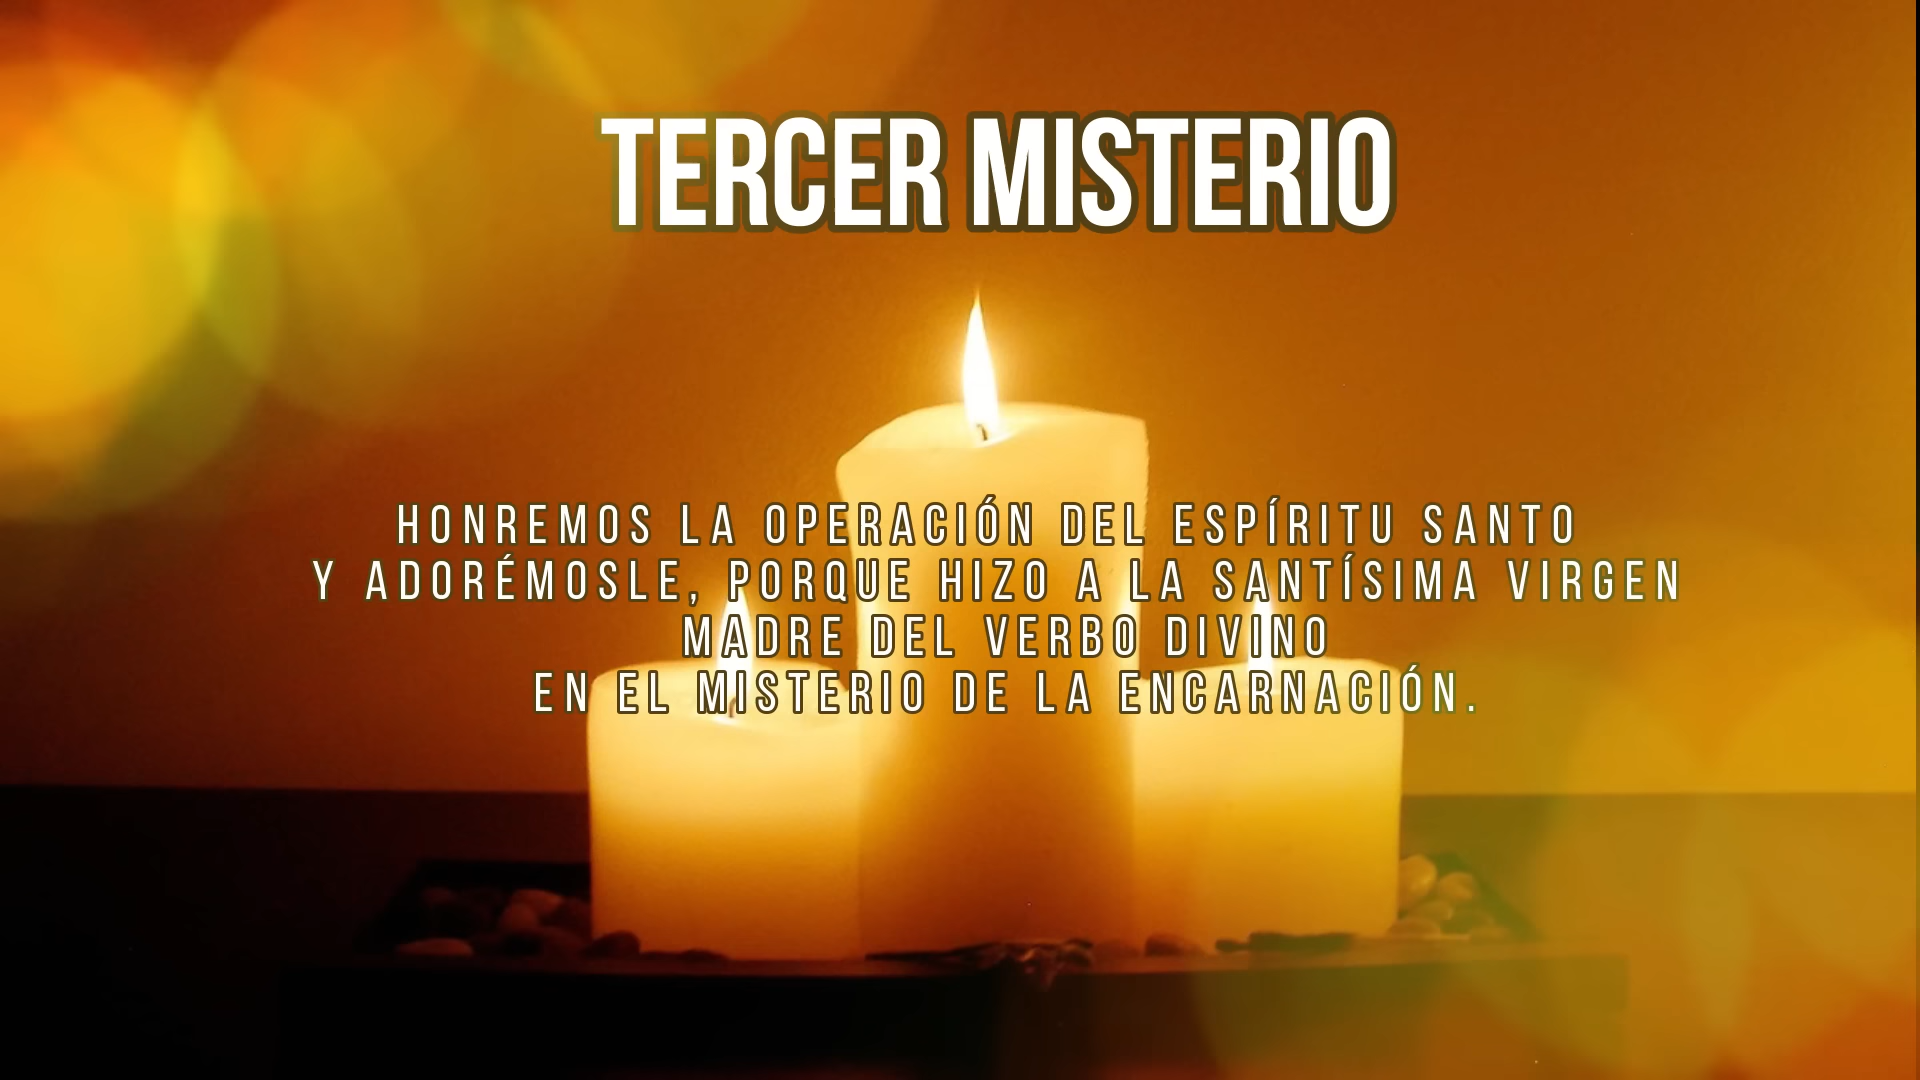 TERCER MISTERIO
HONREMOS LA OPERACIÓN DEL ESPÍRITU SANTO
Y ADORÉMOSLE, PORQUE HIZO A LA SANTÍSIMA VIRGEN
MADRE DEL VERBO DIVINO
EN EL MISTERIO DE LA ENCARNACIÓN.